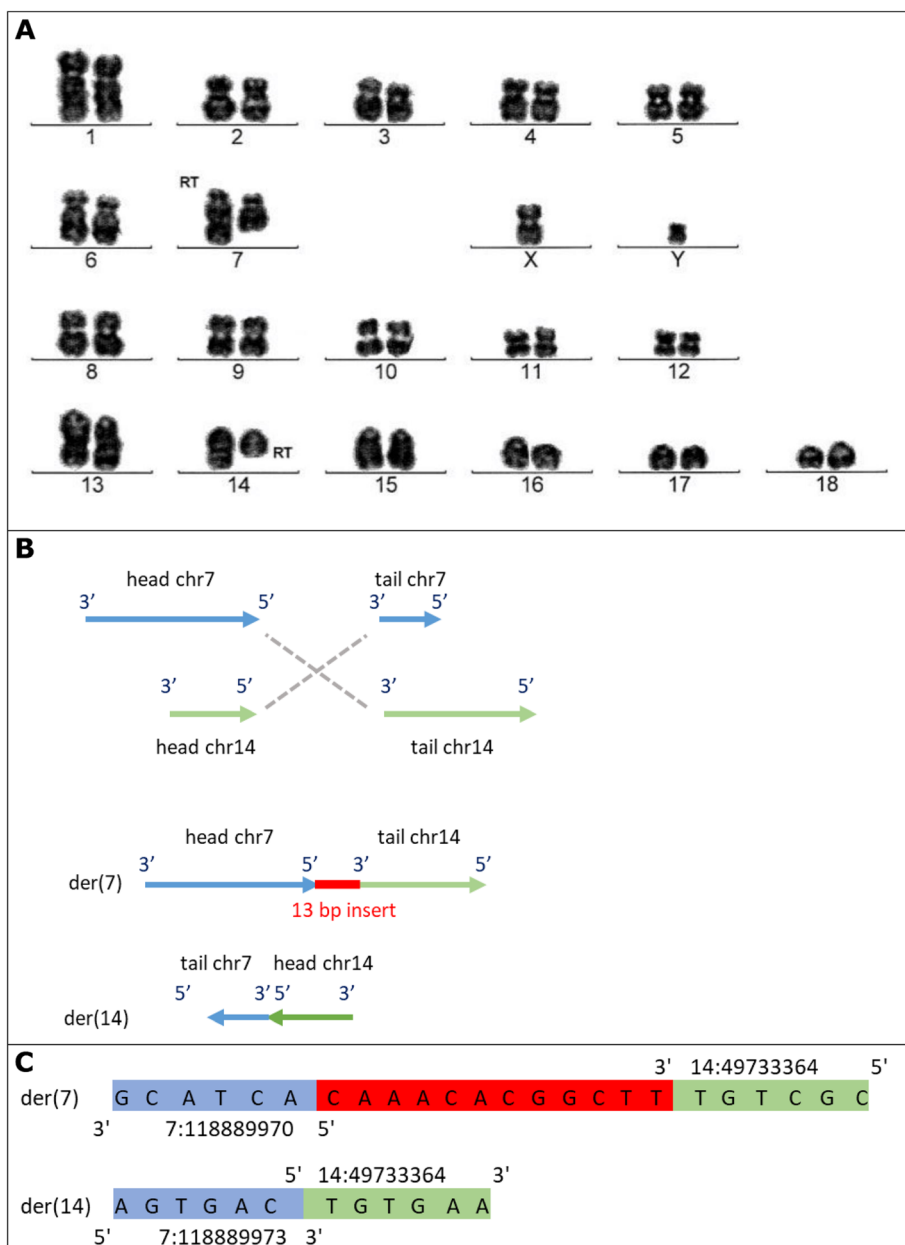 A
1 2 3 4 5
RT
6 7 X Y
8 9 10 11 12
RT
13 14 15 16 17 18
B
head chr7 tail chr7
3’ 5’ 3’ 5’
3’ 5’ 3’ 5’
head chr14 tail chr14
head chr7 tail chr14
3’ 5’ 3’ 5’
der(7)
13 bp insert
tail chr7 head chr14
5’ 3’ 5’ 3’
der(14)
C
3' 14:49733364 5'
der(7) G C A T C A C A A A C A C G G C T T T G T C G C
3' 7:118889970 5'
5' 14:49733364 3'
der(14) A G T G A C T G T G A A
5' 7:118889973 3'